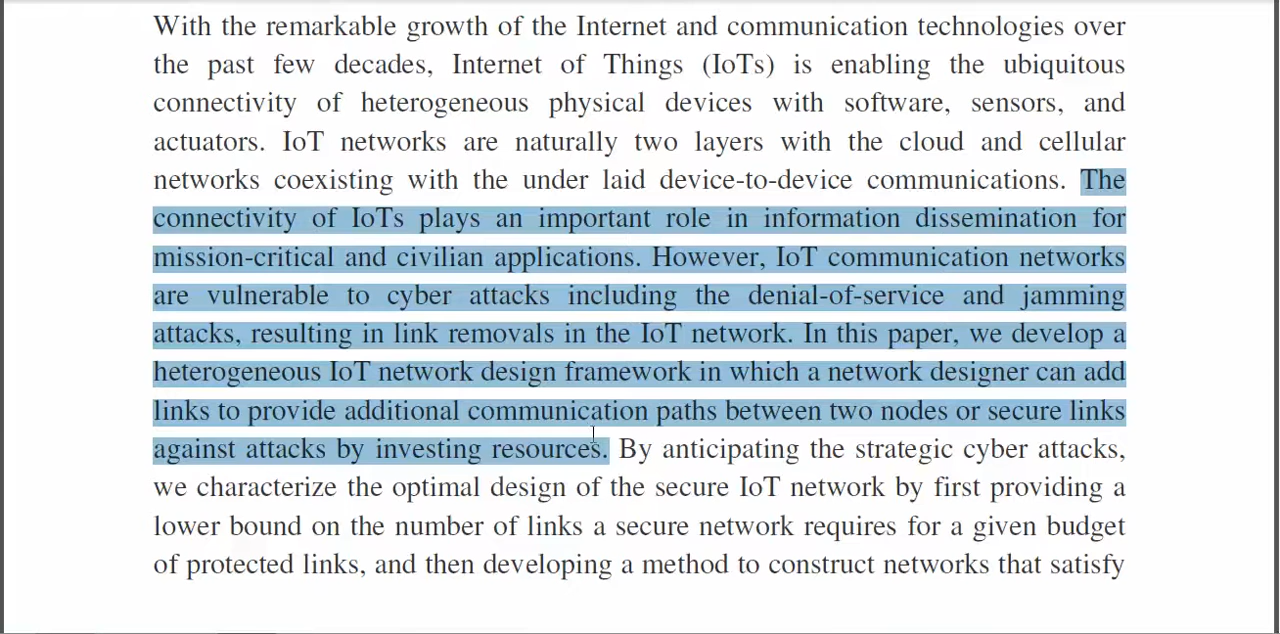 With the remarkable growth of the Internet and communication technologies over
the past few decades, Internet of Things (IoTs) is enabling the ubiquitous
connectivity of heterogeneous physical devices with software, sensors, and
actuators. IoT networks are naturally two layers with the cloud and cellular
networks coexisting with the under laid device-to-device communications. The
connectivity of IoTs plays an important role in information dissemination for
mission-critical and civilian applications. However, IoT communication networks
are vulnerable to cyber attacks including the denial-of-service and jamming
attacks, resulting in link removals in the IoT network. In this paper, we develop a
heterogeneous IoT network design framework in which a network designer can add
links to provide additional communication paths between two nodes or secure links
against attacks by investing resources. By anticipating the strategic cyber attacks,
we characterize the optimal design of the secure IoT network by first providing a
lower bound on the number of links a secure network requires for a given budget
of protected links, and then developing a method to construct networks that satisfy